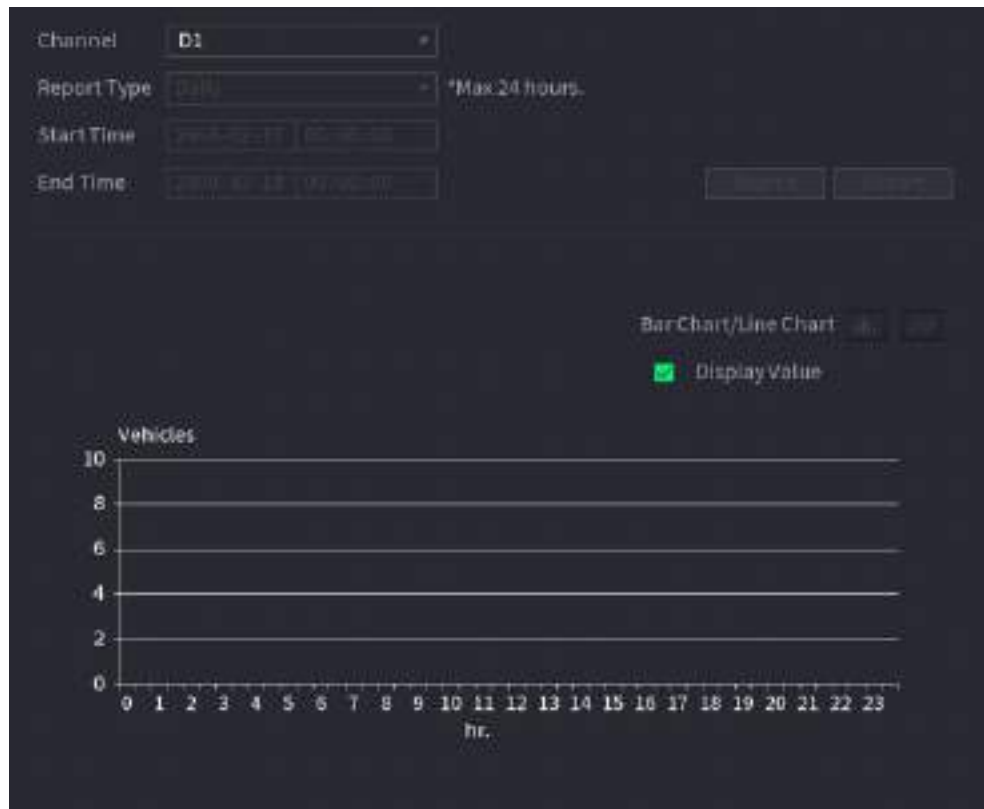 Channel D1
Report Type Daily *Max 24 hours.
Start Time
End Time
Bar Chart/Line Chart
Display Value
Vehicles
10
8
6
4
2
0
0 1 2 3 4 5 6 7 8 9 10 11 12 13 14 15 16 17 18 19 20 21 22 23
hr.